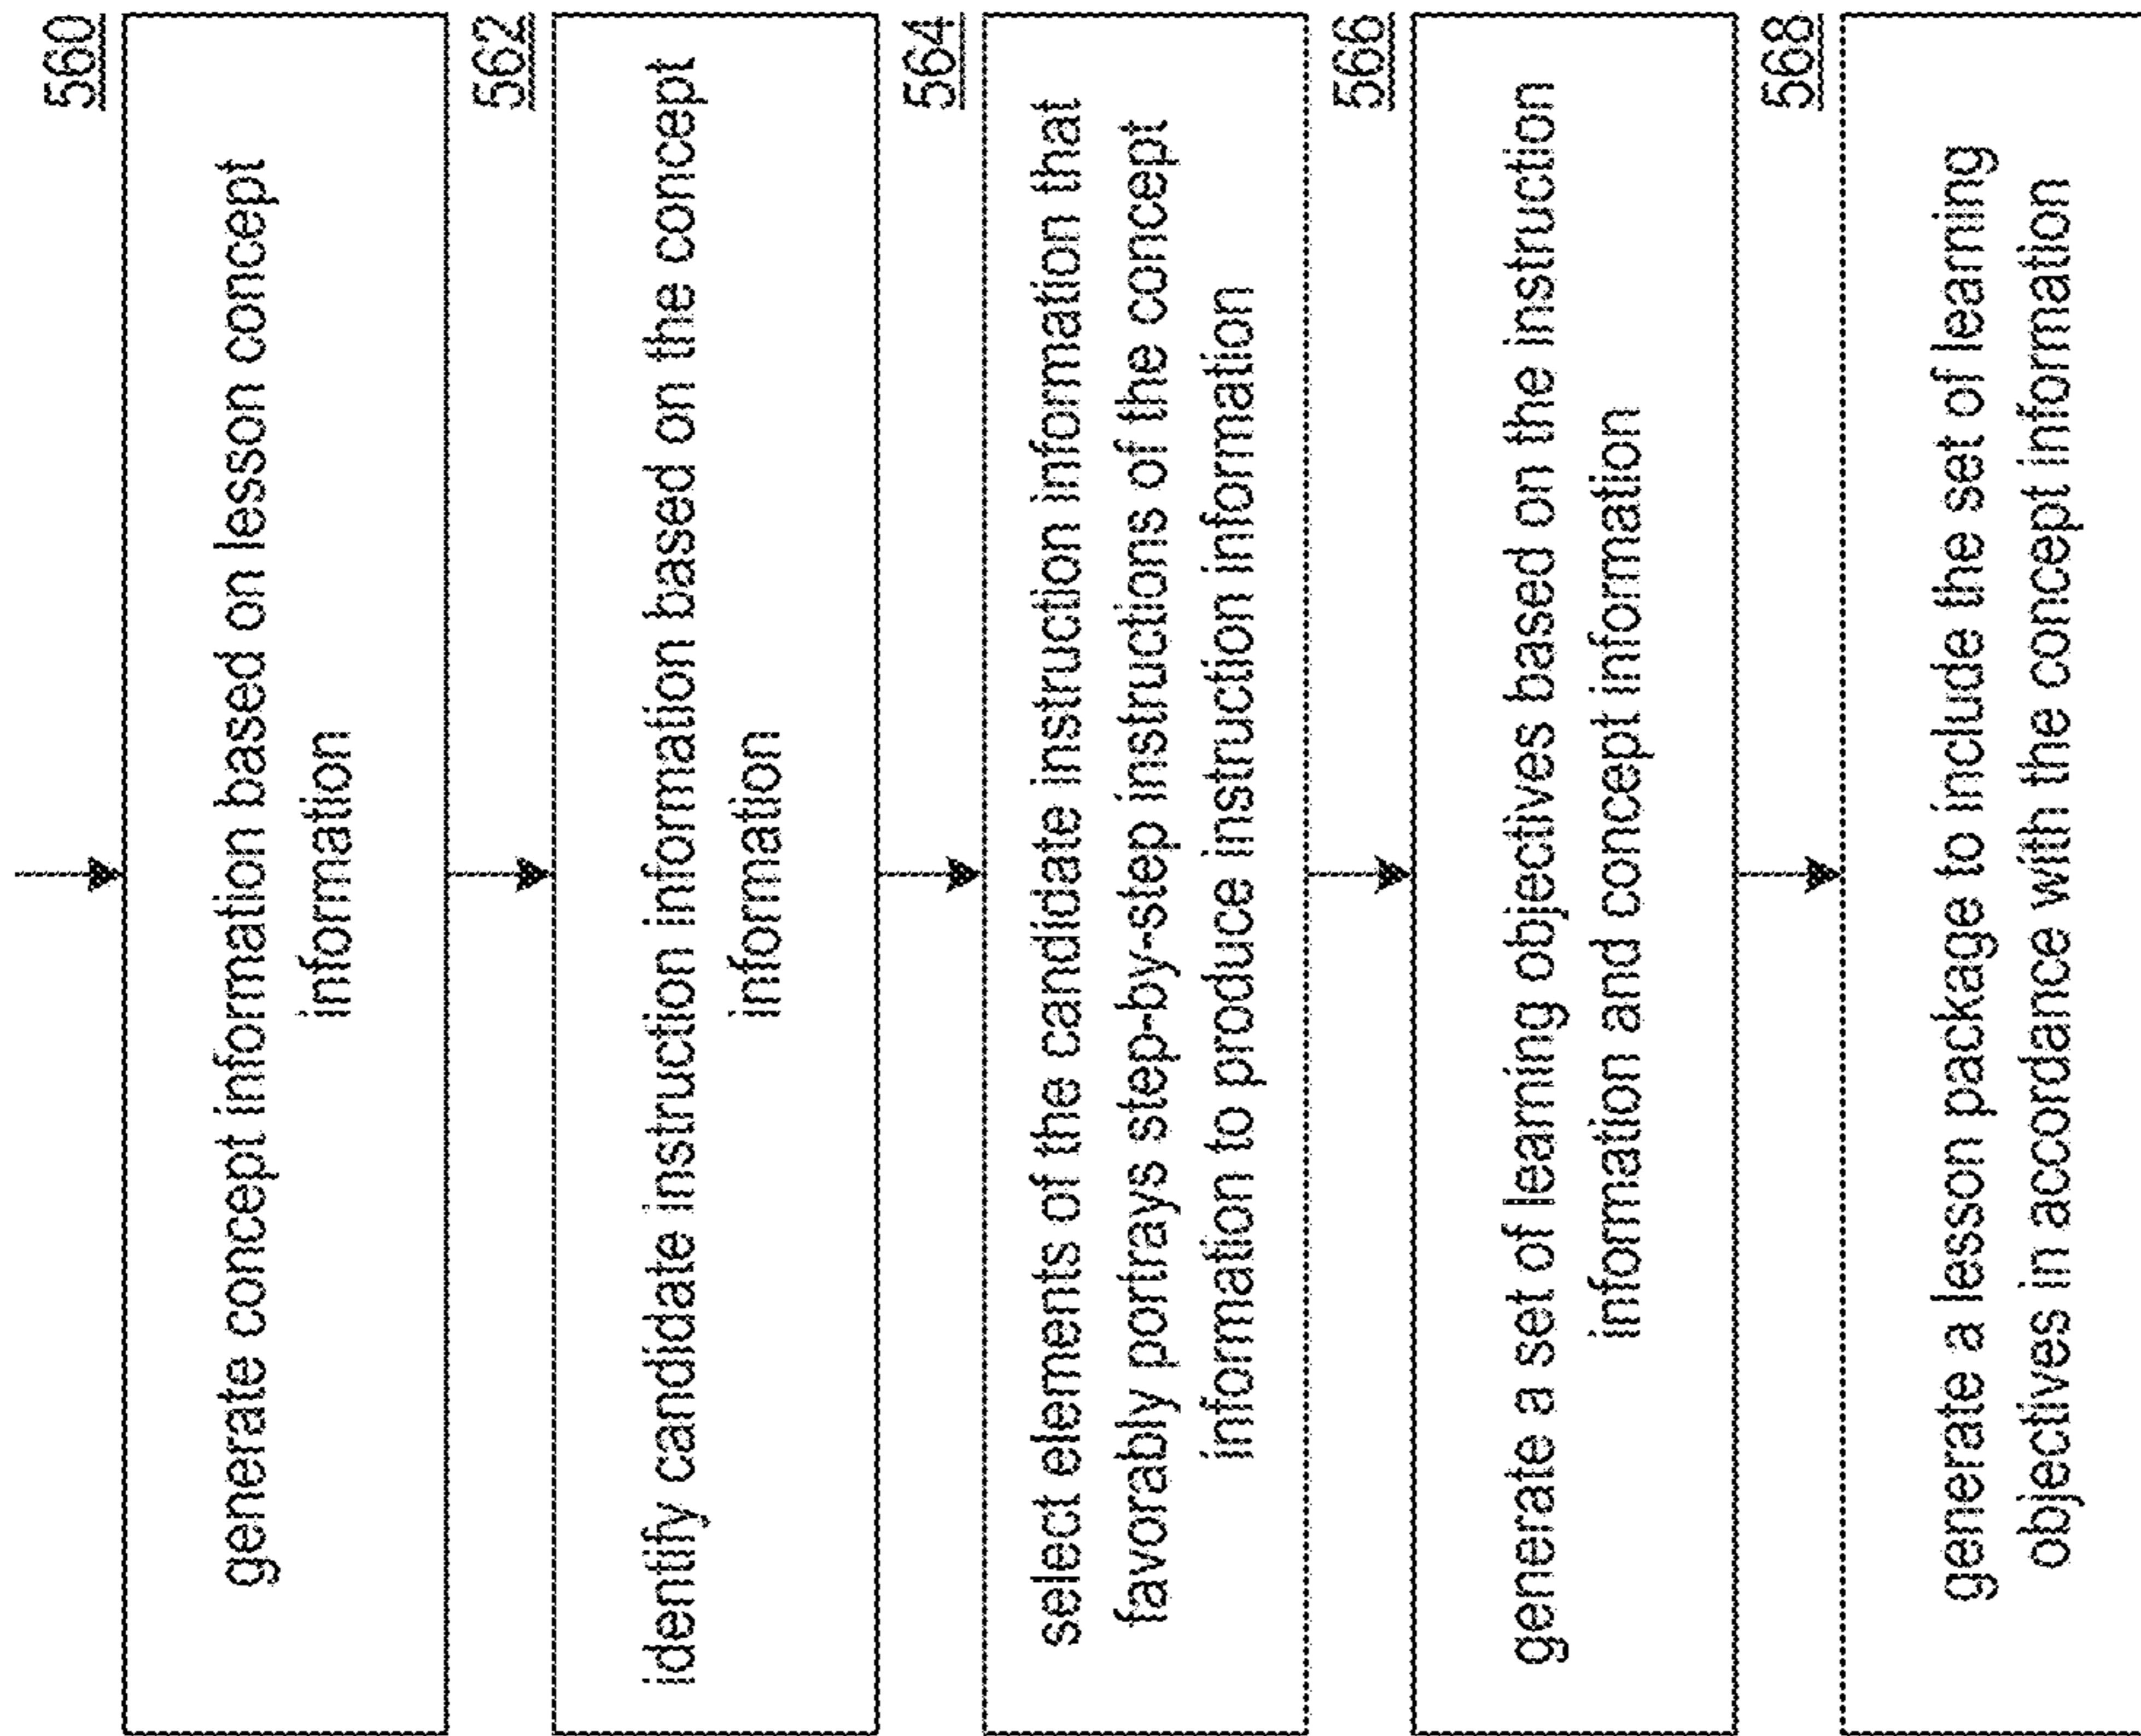 560
generate concept information based on lesson concept
information
562
identify candidate instruction information based on the concept
information
564
select elements of the candidate instruction information that
favorably portrays step-by-step instructions of the concept
information to produce instruction information
566
generate a set of learning objectives based on the instruction
information and concept information
568
generate a lesson package to include the set of learning
objectives in accordance with the concept information